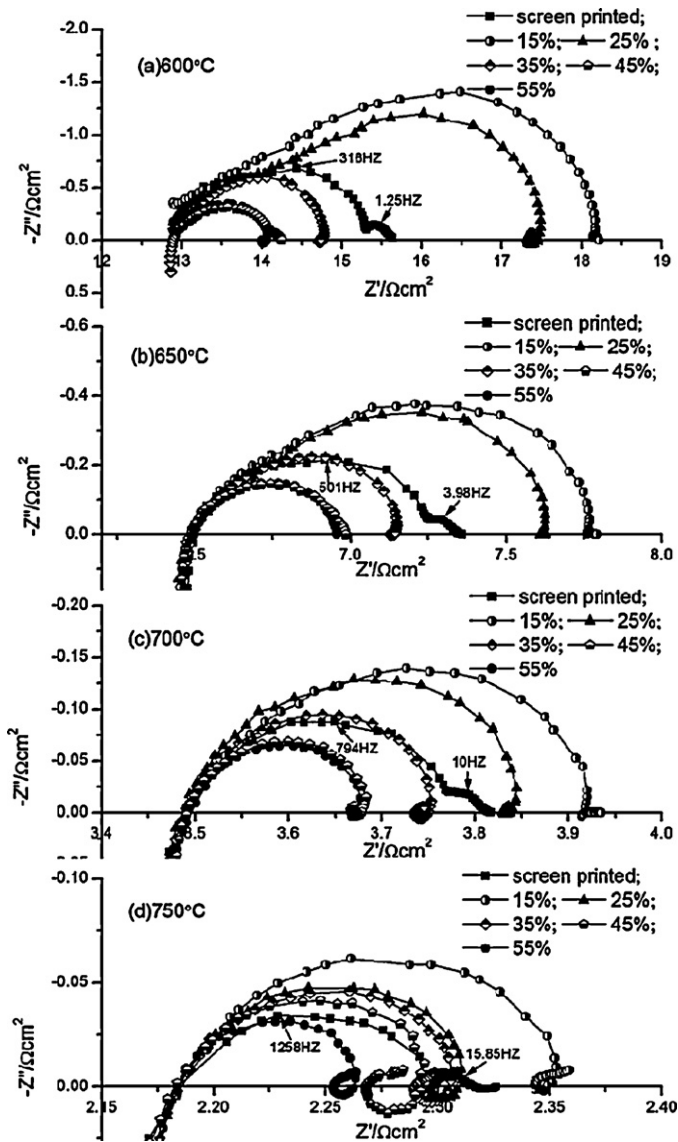 -2.0
screen printed;
15%; 25% ;
35%; 45%;
55%
(a)600°C
-1.5
-1.0
-0.5
0.0
0.5
316HZ
1.25HZ
-Z''/Ωcm²
12 13 14 15 16 17 18 19
Z'/Ωcm²
-0.6
screen printed;
15%; 25%;
35%; 45%;
55%
(b)650°C
-0.4
-0.2
0.0
501HZ
3.98HZ
-Z''/Ωcm²
.5 7.0 7.5 8.0
Z'/Ωcm²
-0.20
screen printed;
15%; 25%;
35%; 45%;
55%
(c)700°C
-0.15
-0.10
-0.05
0.00
794HZ
10HZ
-Z''/Ωcm²
3.4 .5 3.6 3.7 3.8 3.9 4.0
Z'/Ωcm²
-0.10
screen printed;
15%; 25%;
35%; 45%;
55%
(d)750°C
-0.05
0.00
1258HZ
15.85HZ
-Z''/Ωcm²
2.15 2.20 2.25 2.30 2.35 2.40
Z'/Ωcm²